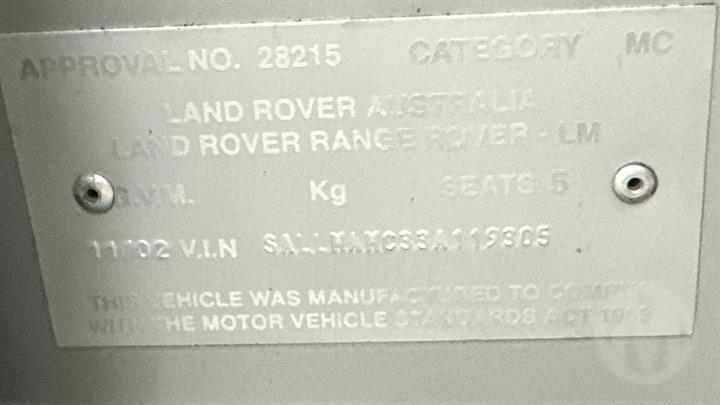 APPROVAL NO. 28215 CATEGORY MC
LAND ROVER AUSTRALIA
LAND ROVER RANGE ROVER - LM
G.V.M. Kg SEATS 5
11/02 V.I.N
THIS VEHICLE WAS MANUFACTURED TO COMPLY
WITH THE MOTOR VEHICLE STANDARDS ACT 1989